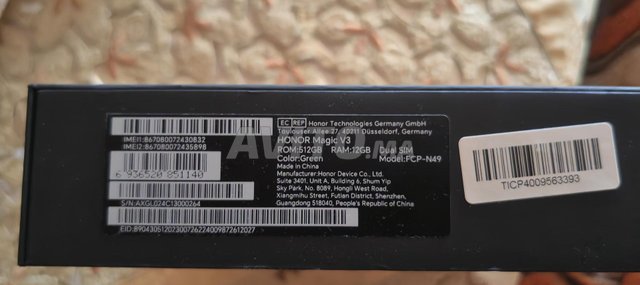 EC REP Honor Technologies Germany GmbH
Toulouser Allee 27, 40211 Düsseldorf, Germany
IMEI1:867080072430832
IMEI2:867080072435898
HONOR Magic V3
ROM:512GB RAM:12GB Dual SIM
Color:Green Model:FCP-N49
Made in China
Manufacturer:Honor Device Co., Ltd.
Suite 3401, Unit A, Building 6, Shum Yip
Sky Park, No. 8089, Hongli West Road,
Xiangmihu Street, Futian District, Shenzhen,
Guangdong 518040, People's Republic of China
6 936520 851140
S/N:AXGL024C13000264
EID:89043051202300726224009872612027
TICP4009563393